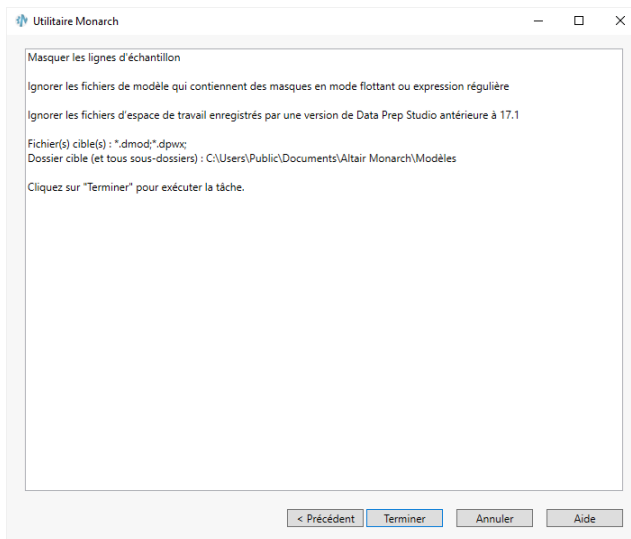 Utilitaire Monarch
Masquer les lignes d'échantillon
Ignorer les fichiers de modèle qui contiennent des masques en mode flottant ou expression régulière
Ignorer les fichiers d'espace de travail enregistrés par une version de Data Prep Studio antérieure à 17.1
Fichier(s) cible(s) : *.dmod;*.dpwx;
Dossier cible (et tous sous-dossiers) : C:\Users\Public\Documents\Altair Monarch\Modèles
Cliquez sur "Terminer" pour exécuter la tâche.
< Précédent Terminer Annuler Aide